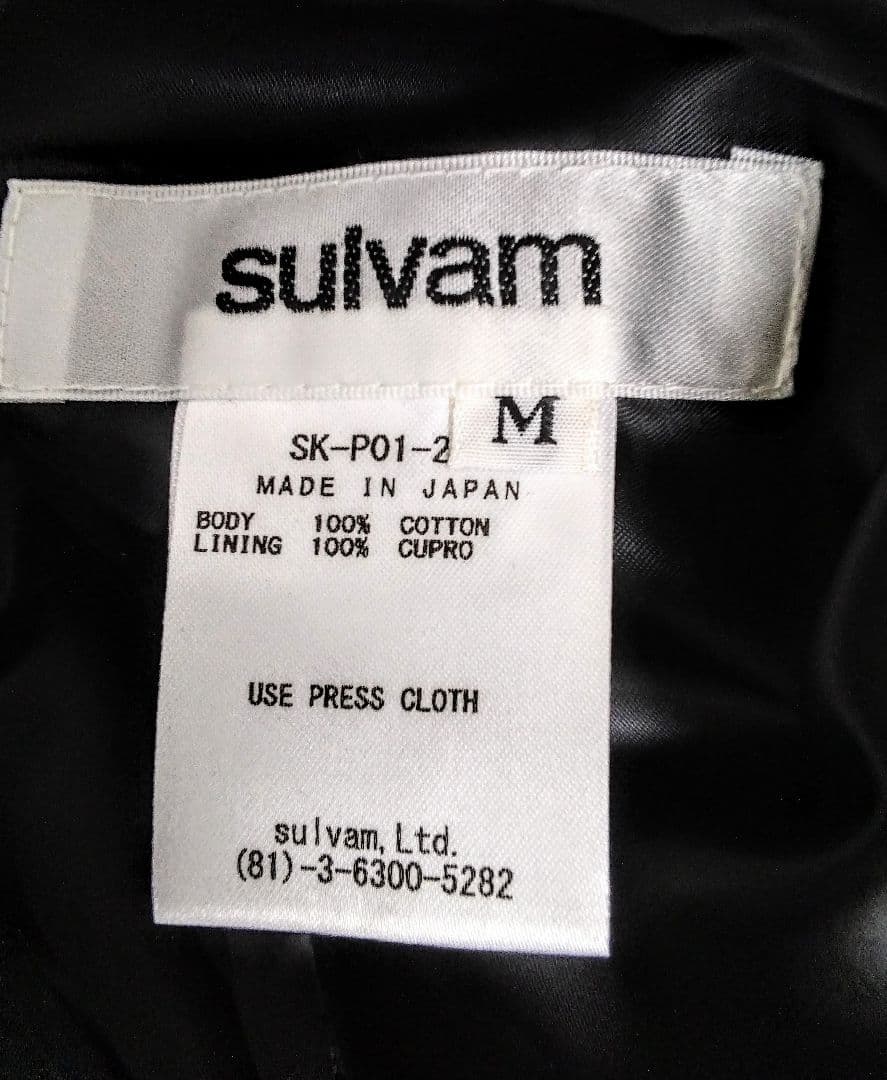 sulvam
M
SK-P01-2
MADE IN JAPAN
BODY 100% COTTON
LINING 100% CUPRO
USE PRESS CLOTH
sulvam, Ltd.
(81)-3-6300-5282